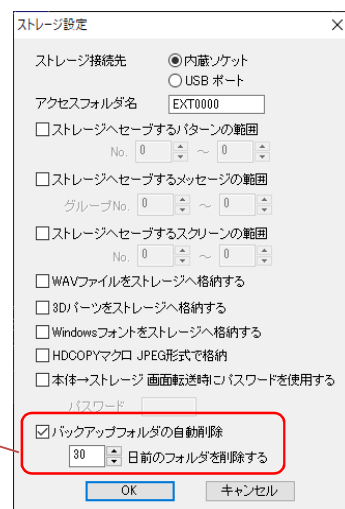 ストレージ設定
ストレージ接続先 内蔵ソケット
USB ポート
アクセスフォルダ名 EXT0000
ストレージへセーブするパターンの範囲
No. 0 ～ 0
ストレージへセーブするメッセージの範囲
グループNo. 0 ～ 0
ストレージへセーブするスクリーンの範囲
No. 0 ～ 0
WAVファイルをストレージへ格納する
3Dパーツをストレージへ格納する
Windowsフォントをストレージへ格納する
HDCOPYマクロ JPEG形式で格納
本体→ストレージ 画面転送時にパスワードを使用する
パスワード
バックアップフォルダの自動削除
30 日前のフォルダを削除する
OK キャンセル